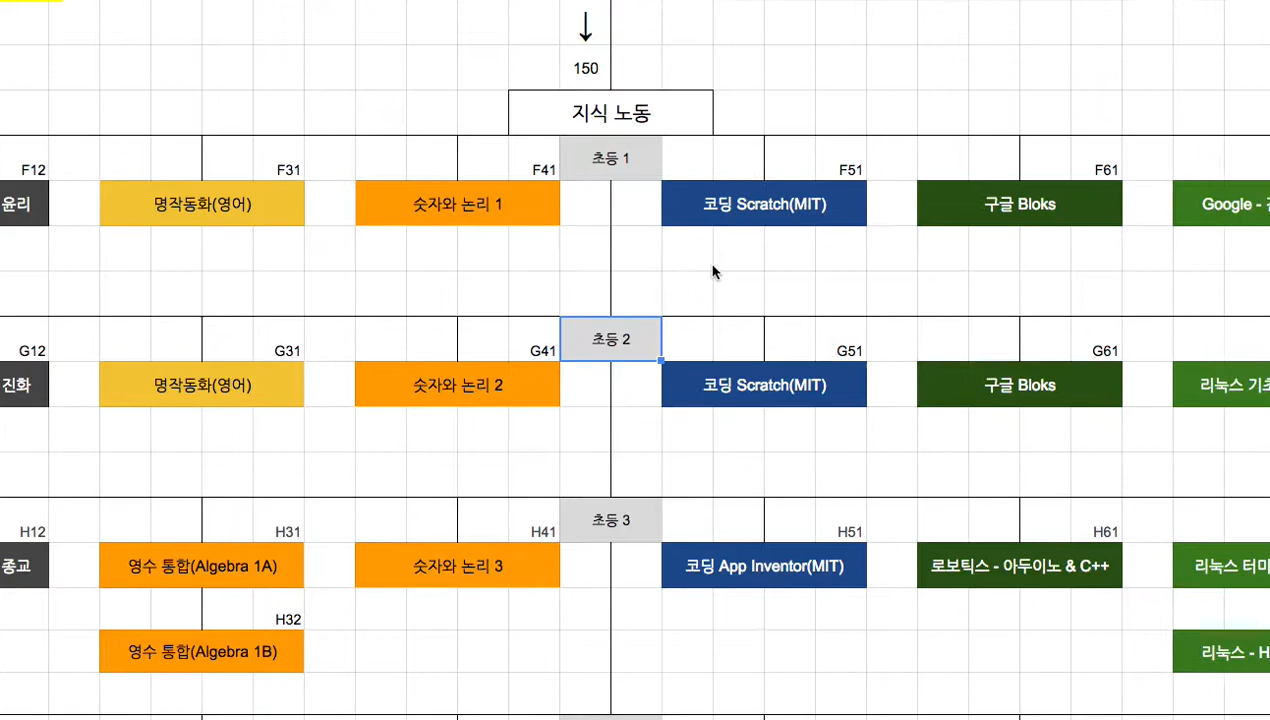 ↓
150
지식 노동
초등 1
F12
F31
F41
F51
F61
윤리
명작동화(영어)
숫자와 논리 1
코딩 Scratch(MIT)
구글 Bloks
Google -
초등 2
G12
G31
G41
G51
G61
진화
명작동화(영어)
숫자와 논리 2
코딩 Scratch(MIT)
구글 Bloks
리눅스 기초
초등 3
H12
H31
H41
H51
H61
종교
영수 통합(Algebra 1A)
숫자와 논리 3
코딩 App Inventor(MIT)
로보틱스 - 아두이노 & C++
리눅스 터미
H32
영수 통합(Algebra 1B)
리눅스 - H